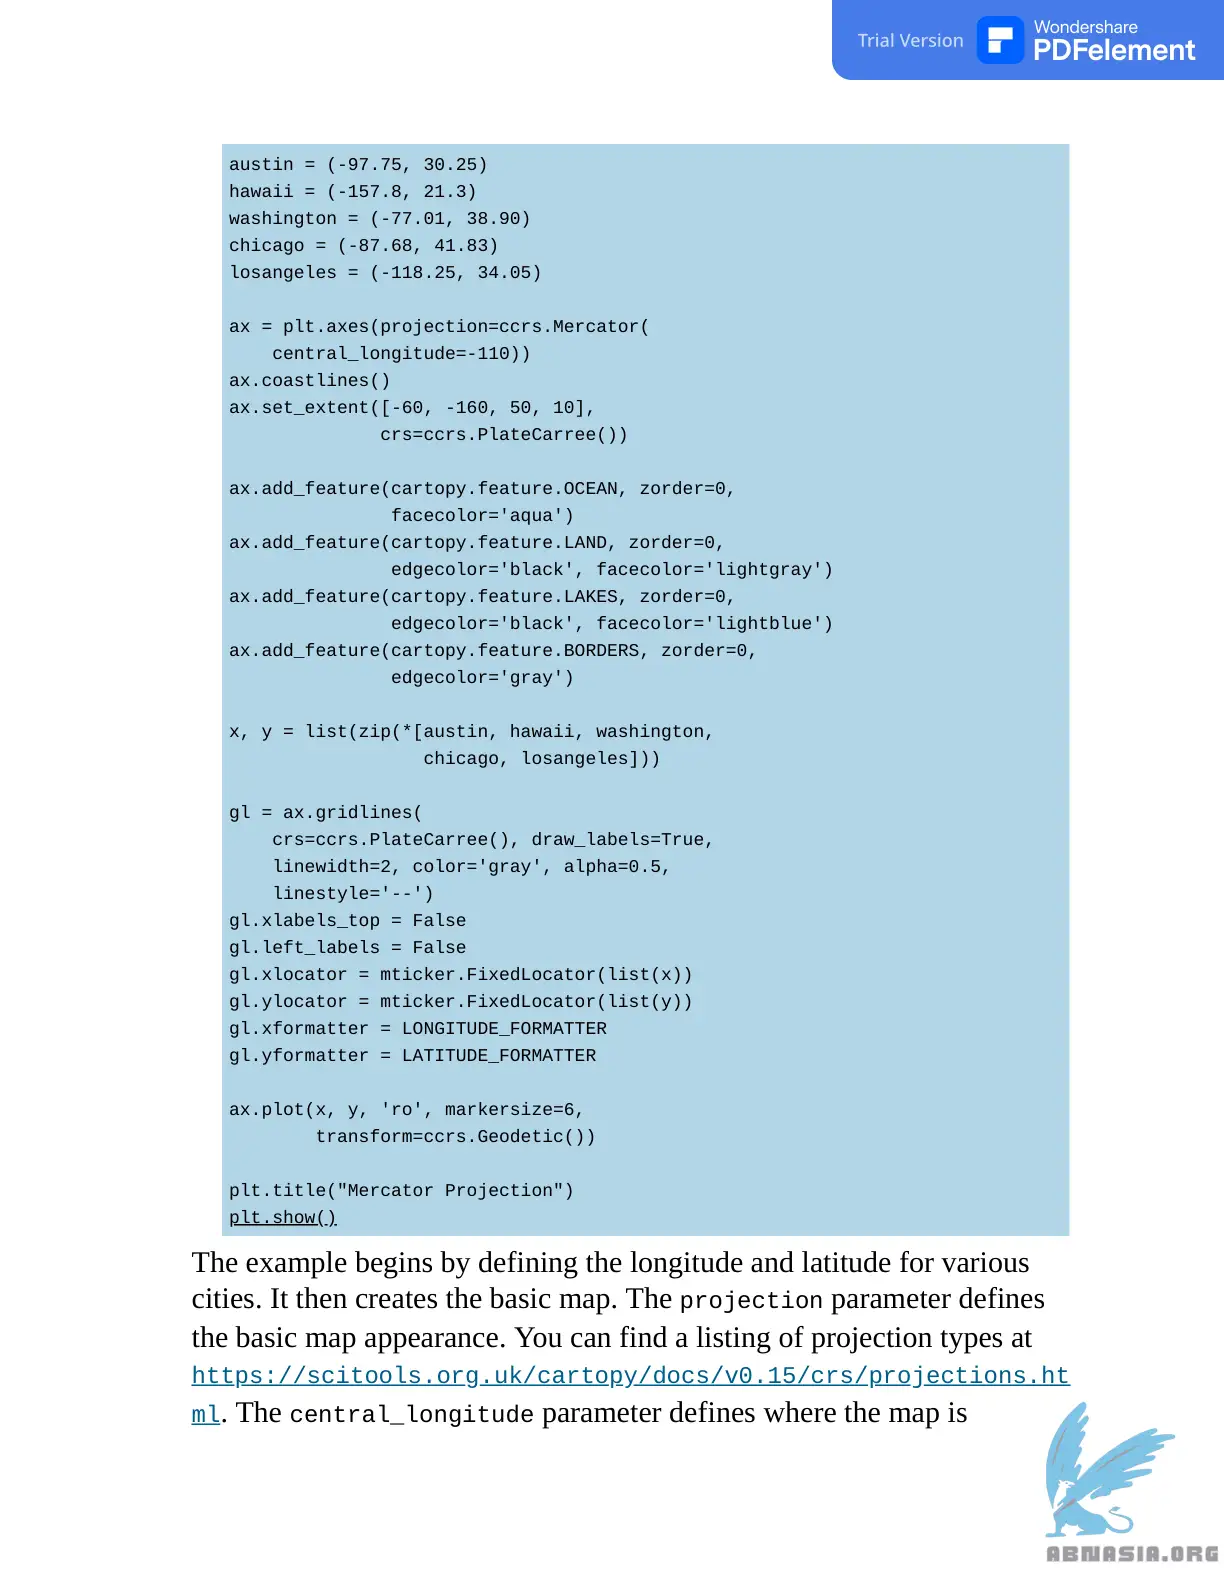 Trial Version
Wondershare
PDFelement
austin = (-97.75, 30.25)
hawaii = (-157.8, 21.3)
washington = (-77.01, 38.90)
chicago = (-87.68, 41.83)
losangeles = (-118.25, 34.05)

ax = plt.axes(projection=ccrs.Mercator(
    central_longitude=-110))
ax.coastlines()
ax.set_extent([-60, -160, 50, 10],
              crs=ccrs.PlateCarree())

ax.add_feature(cartopy.feature.OCEAN, zorder=0,
               facecolor='aqua')
ax.add_feature(cartopy.feature.LAND, zorder=0,
               edgecolor='black', facecolor='lightgray')
ax.add_feature(cartopy.feature.LAKES, zorder=0,
               edgecolor='black', facecolor='lightblue')
ax.add_feature(cartopy.feature.BORDERS, zorder=0,
               edgecolor='gray')

x, y = list(zip(*[austin, hawaii, washington,
                  chicago, losangeles]))

gl = ax.gridlines(
    crs=ccrs.PlateCarree(), draw_labels=True,
    linewidth=2, color='gray', alpha=0.5,
    linestyle='--')
gl.xlabels_top = False
gl.left_labels = False
gl.xlocator = mticker.FixedLocator(list(x))
gl.ylocator = mticker.FixedLocator(list(y))
gl.xformatter = LONGITUDE_FORMATTER
gl.yformatter = LATITUDE_FORMATTER

ax.plot(x, y, 'ro', markersize=6,
        transform=ccrs.Geodetic())

plt.title("Mercator Projection")
plt.show()
The example begins by defining the longitude and latitude for various
cities. It then creates the basic map. The projection parameter defines
the basic map appearance. You can find a listing of projection types at
https://scitools.org.uk/cartopy/docs/v0.15/crs/projections.ht
ml. The central_longitude parameter defines where the map is
ABNASIA.ORG